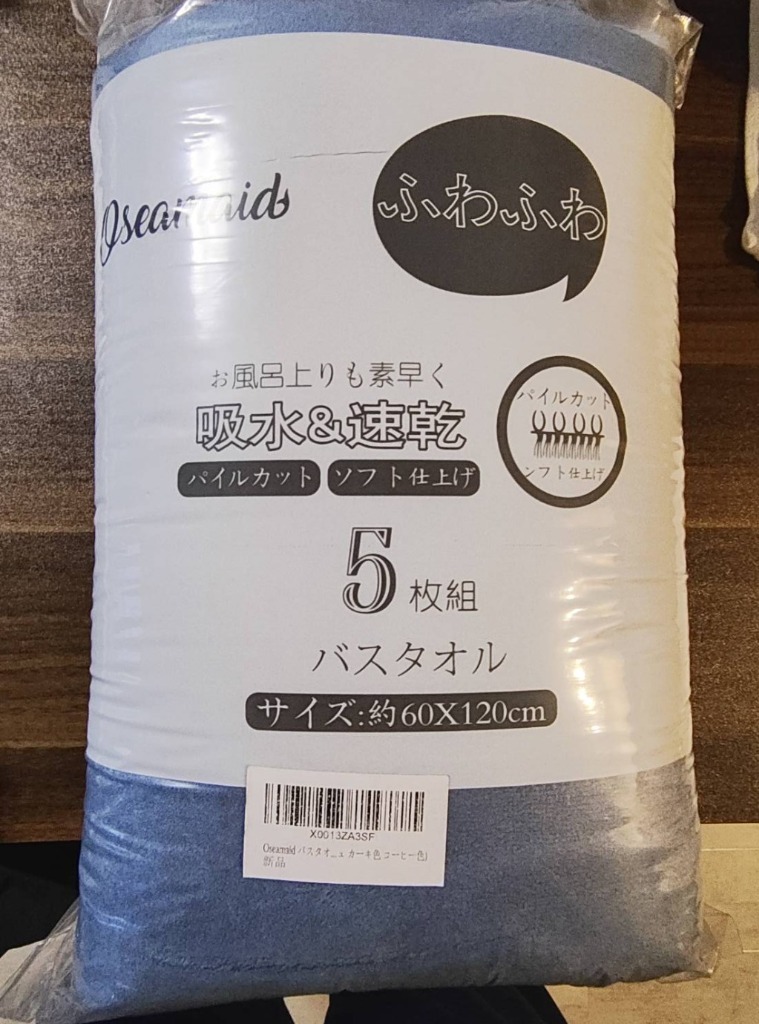 Oseamaids
ふわふわ
お風呂上りも素早く
吸水&速乾
パイルカット ソフト仕上げ
パイルカット
ソフト仕上げ
5枚組
バスタオル
サイズ:約60X120cm
X0013ZA3SF
Oseamaid バスタオ...ュ カーキ色 コーヒー色|
新品